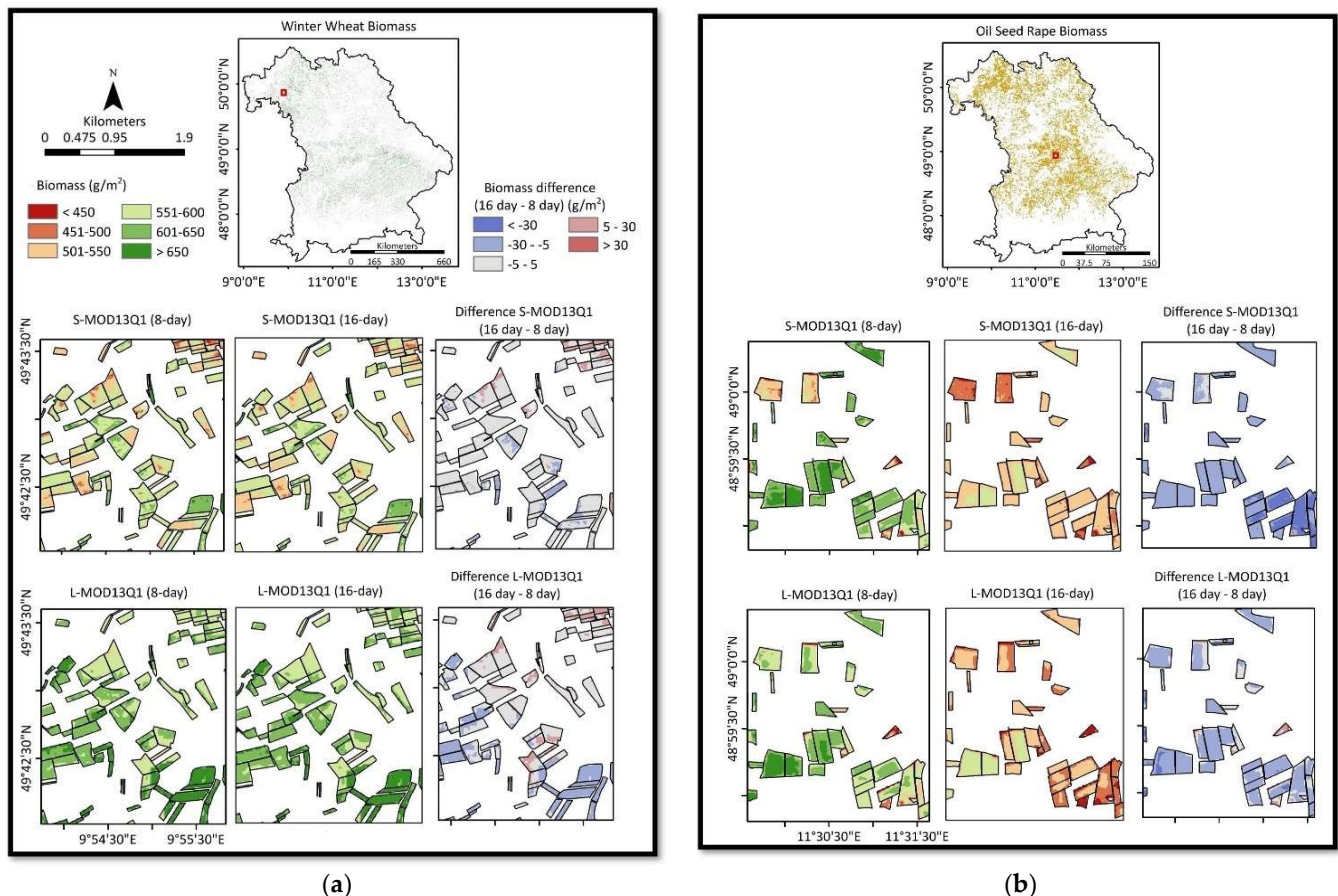 Winter Wheat Biomass
N
Kilometers
0 0.475 0.95 1.9
Biomass (g/m²)
< 450
451-500
501-550
551-600
601-650
> 650
50°0'0"N
49°0'0"N
48°0'0"N
Kilometers
0 165 330 660
9°0'0"E 11°0'0"E 13°0'0"E
Biomass difference
(16 day - 8 day) (g/m²)
< -30
-30 - -5
-5 - 5
5 - 30
> 30
S-MOD13Q1 (8-day)
S-MOD13Q1 (16-day)
Difference S-MOD13Q1
(16 day - 8 day)
49°43'30"N
49°42'30"N
L-MOD13Q1 (8-day)
L-MOD13Q1 (16-day)
Difference L-MOD13Q1
(16 day - 8 day)
49°43'30"N
49°42'30"N
9°54'30"E 9°55'30"E
(a)
Oil Seed Rape Biomass
50°0'0"N
49°0'0"N
48°0'0"N
Kilometers
0 37.5 75 150
9°0'0"E 11°0'0"E 13°0'0"E
S-MOD13Q1 (8-day)
S-MOD13Q1 (16-day)
Difference S-MOD13Q1
(16 day - 8 day)
49°0'0"N
48°59'30"N
L-MOD13Q1 (8-day)
L-MOD13Q1 (16-day)
Difference L-MOD13Q1
(16 day - 8 day)
49°0'0"N
48°59'30"N
11°30'30"E 11°31'30"E
(b)